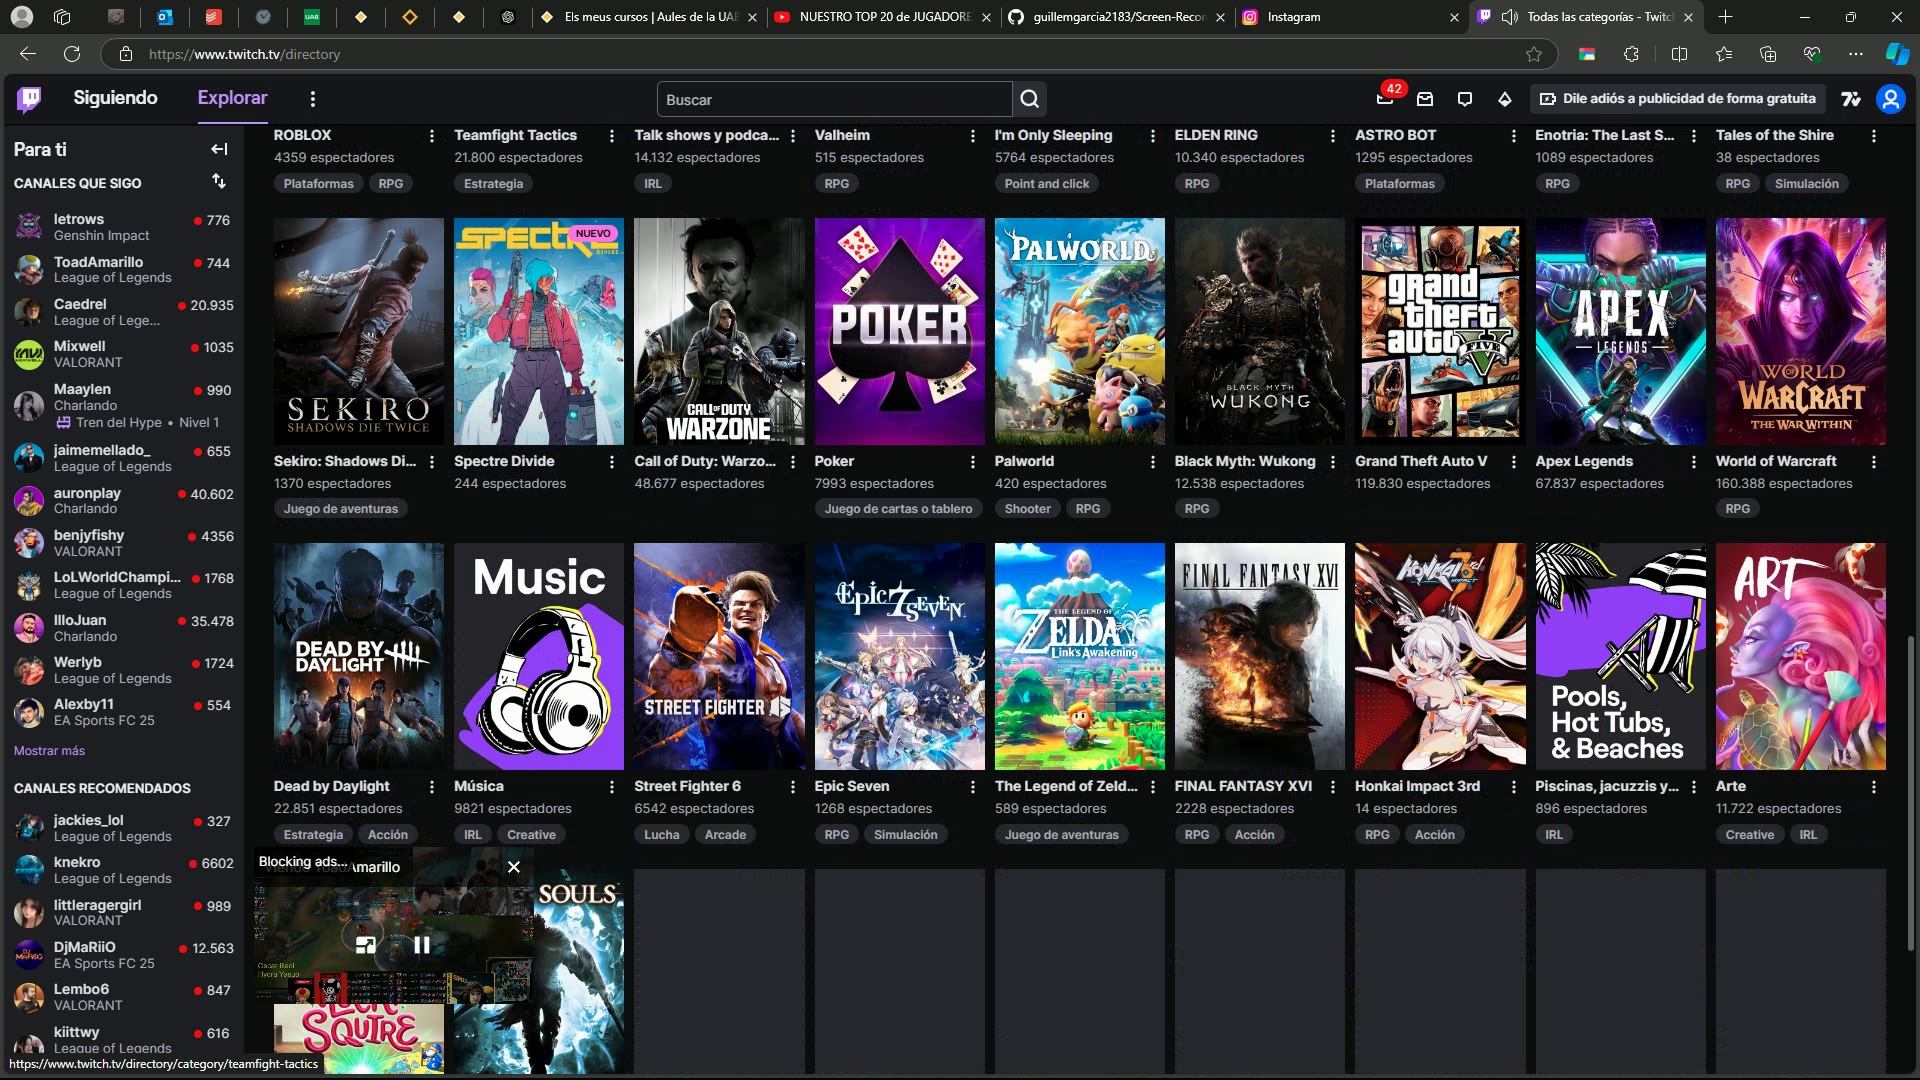 Els meus cursos | Aules de la UA
NUESTRO TOP 20 de JUGADORE
guillemgarcia2183/Screen-Recor
Instagram
Todas las categorías - Twitc
https://www.twitch.tv/directory
Siguiendo
Explorar
Buscar
42
Dile adiós a publicidad de forma gratuita
Para ti
CANALES QUE SIGO
letrows
776
Genshin Impact
ToadAmarillo
744
League of Legends
Caedrel
20.935
League of Lege...
Mixwell
1035
VALORANT
Maaylen
990
Charlando
Tren del Hype • Nivel 1
jaimemellado_
655
League of Legends
auronplay
40.602
Charlando
benjyfishy
4356
VALORANT
LoLWorldChampi...
1768
League of Legends
IlloJuan
35.478
Charlando
Werlyb
1724
League of Legends
Alexby11
554
EA Sports FC 25
Mostrar más
CANALES RECOMENDADOS
jackies_lol
327
League of Legends
knekro
6602
League of Legends
littleragergirl
989
VALORANT
DjMaRiiO
12.563
EA Sports FC 25
Lembo6
847
VALORANT
kiittwy
616
League of Legends
https://www.twitch.tv/directory/category/teamfight-tactics
ROBLOX
4359 espectadores
Plataformas RPG
Teamfight Tactics
21.800 espectadores
Estrategia
Talk shows y podca...
14.132 espectadores
IRL
Valheim
515 espectadores
RPG
I'm Only Sleeping
5764 espectadores
Point and click
ELDEN RING
10.340 espectadores
RPG
ASTRO BOT
1295 espectadores
Plataformas
Enotria: The Last S...
1089 espectadores
RPG
Tales of the Shire
38 espectadores
RPG Simulación
SEKIRO
SHADOWS DIE TWICE
Sekiro: Shadows Di...
1370 espectadores
Juego de aventuras
SPECTRE
NUEVO
DIVIDE
Spectre Divide
244 espectadores
CALL OF DUTY
WARZONE
Call of Duty: Warzo...
48.677 espectadores
POKER
Poker
7993 espectadores
Juego de cartas o tablero
PALWORLD
Palworld
420 espectadores
Shooter RPG
BLACK MYTH
WUKONG
Black Myth: Wukong
12.538 espectadores
RPG
grand
theft
auto
V
FIVE
Grand Theft Auto V
119.830 espectadores
APEX
LEGENDS
Apex Legends
67.837 espectadores
WORLD
OF
WARCRAFT
THE WAR WITHIN
World of Warcraft
160.388 espectadores
RPG
DEAD BY
DAYLIGHT
Dead by Daylight
22.851 espectadores
Estrategia Acción
Music
Música
9821 espectadores
IRL Creative
STREET FIGHTER 6
Street Fighter 6
6542 espectadores
Lucha Arcade
Epic7Seven
Epic Seven
1268 espectadores
RPG Simulación
THE LEGEND OF
ZELDA
Link's Awakening
The Legend of Zeld...
589 espectadores
Juego de aventuras
FINAL FANTASY XVI
FINAL FANTASY XVI
2228 espectadores
RPG Acción
Honkai 3rd
IMPACT
Honkai Impact 3rd
14 espectadores
RPG Acción
Pools,
Hot Tubs,
& Beaches
Piscinas, jacuzzis y...
896 espectadores
IRL
ART
Arte
11.722 espectadores
Creative IRL
Blocking ads...
Viendo ToadAmarillo
SOULS
SQUIRE